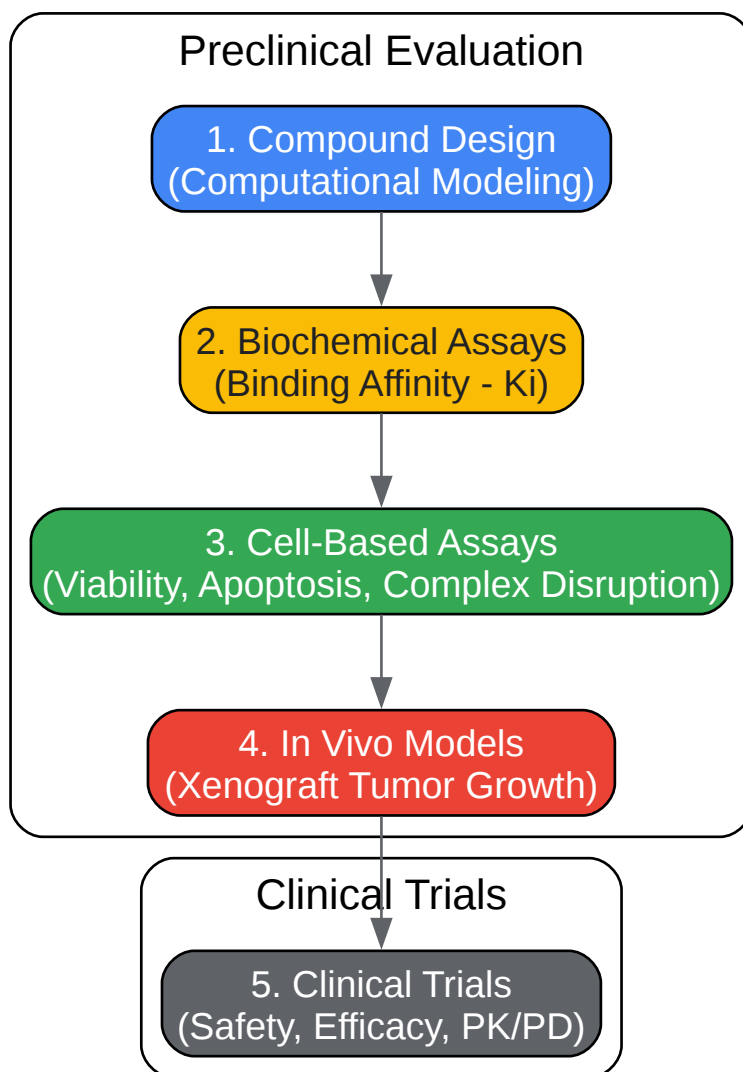 Preclinical Evaluation
1. Compound Design
(Computational Modeling)
2. Biochemical Assays
(Binding Affinity - Ki)
3. Cell-Based Assays
(Viability, Apoptosis, Complex Disruption)
4. In Vivo Models
(Xenograft Tumor Growth)
Clinical Trials
5. Clinical Trials
(Safety, Efficacy, PK/PD)